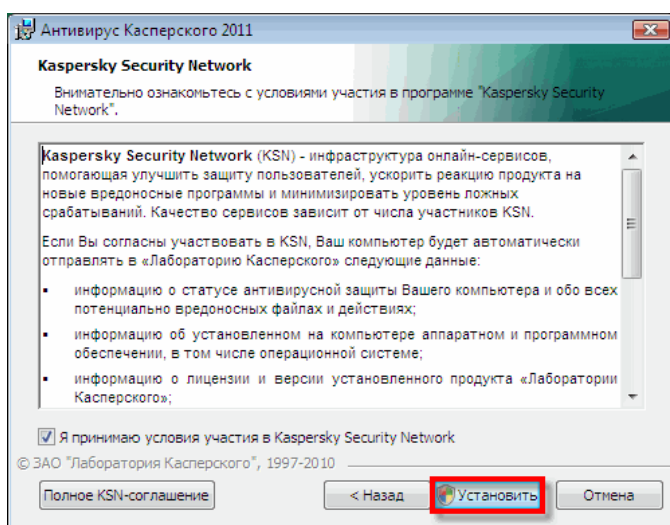 Антивирус Касперского 2011
Kaspersky Security Network
Внимательно ознакомьтесь с условиями участия в программе "Kaspersky Security
Network".
Kaspersky Security Network (KSN) - инфраструктура онлайн-сервисов,
помогающая улучшить защиту пользователей, ускорить реакцию продукта на
новые вредоносные программы и минимизировать уровень ложных
срабатываний. Качество сервисов зависит от числа участников KSN.
Если Вы согласны участвовать в KSN, Ваш компьютер будет автоматически
отправлять в «Лабораторию Касперского» следующие данные:
▪ информацию о статусе антивирусной защиты Вашего компьютера и обо всех
потенциально вредоносных файлах и действиях;
▪ информацию об установленном на компьютере аппаратном и программном
обеспечении, в том числе операционной системе;
▪ информацию о лицензии и версии установленного продукта «Лаборатории
Касперского»;
Я принимаю условия участия в Kaspersky Security Network
© ЗАО "Лаборатория Касперского", 1997-2010
Полное KSN-соглашение < Назад Установить Отмена